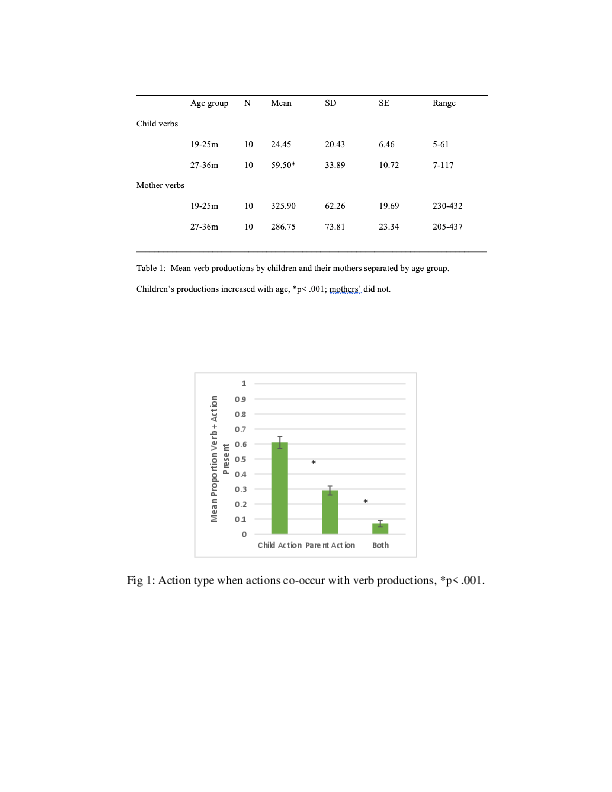 Age group N Mean SD SE Range
Child verbs
19-25m 10 24.45 20.43 6.46 5-61
27-36m 10 59.50* 33.89 10.72 7-117
Mother verbs
19-25m 10 325.90 62.26 19.69 230-432
27-36m 10 286.75 73.81 23.34 205-437
Table 1: Mean verb productions by children and their mothers separated by age group.
Children's productions increased with age, *p< .001; mothers' did not.
Mean Proportion Verb + Action
Present
1
0.9
0.8
0.7
0.6
0.5
0.4
0.3
0.2
0.1
0
*
*
Child Action Parent Action Both
Fig 1: Action type when actions co-occur with verb productions, *p< .001.